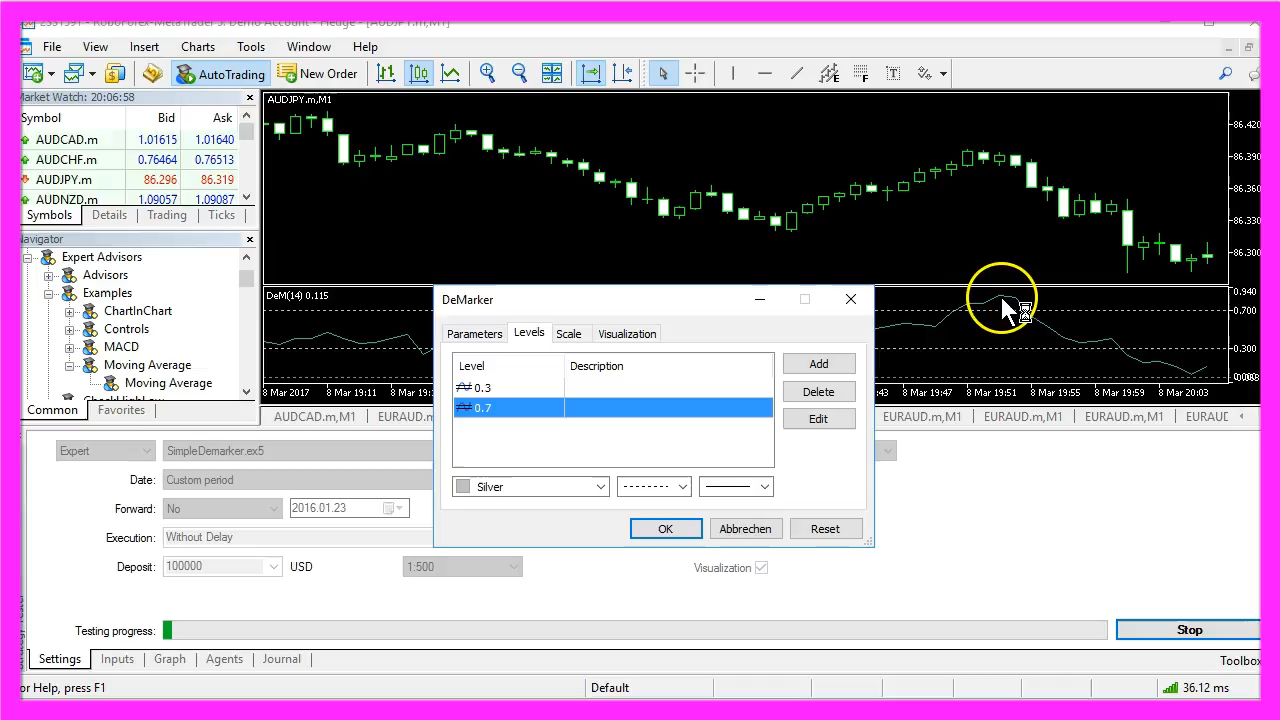 2331591 - RoboForex-MetaTrader 5: Demo Account - Hedge - [AUDJPY.m,M1]
File View Insert Charts Tools Window Help
AutoTrading New Order
Market Watch: 20:06:58
Symbol Bid Ask
AUDCAD.m 1.01615 1.01640
AUDCHF.m 0.76464 0.76513
AUDJPY.m 86.296 86.319
AUDNZD.m 1.09057 1.09087
Symbols Details Trading Ticks
Navigator
Expert Advisors
Advisors
Examples
ChartInChart
Controls
MACD
Moving Average
Moving Average
Common Favorites
AUDJPY.m,M1
86.420
86.390
86.360
86.330
86.300
DeM(14) 0.115
0.940
0.700
0.300
8 Mar 2017 8 Mar 19:11 8 Mar 19:15 :43 8 Mar 19:47 8 Mar 19:51 8 Mar 19:55 8 Mar 19:59 8 Mar 20:03
AUDCAD.m,M1 EURAUD.m, EURAUD.m,M1 EURAUD.m,M1 EURAUD.m,M1 EURAUD
DeMarker
Parameters Levels Scale Visualization
Level Description
0.3
0.7
Add
Delete
Edit
Silver
OK Abbrechen Reset
Expert SimpleDemarker.ex5
Date: Custom period
Forward: No 2016.01.23
Execution: Without Delay
Deposit: 100000 USD 1:500 Visualization
Testing progress: Stop
Settings Inputs Graph Agents Journal Toolbox
or Help, press F1 Default 36.12 ms